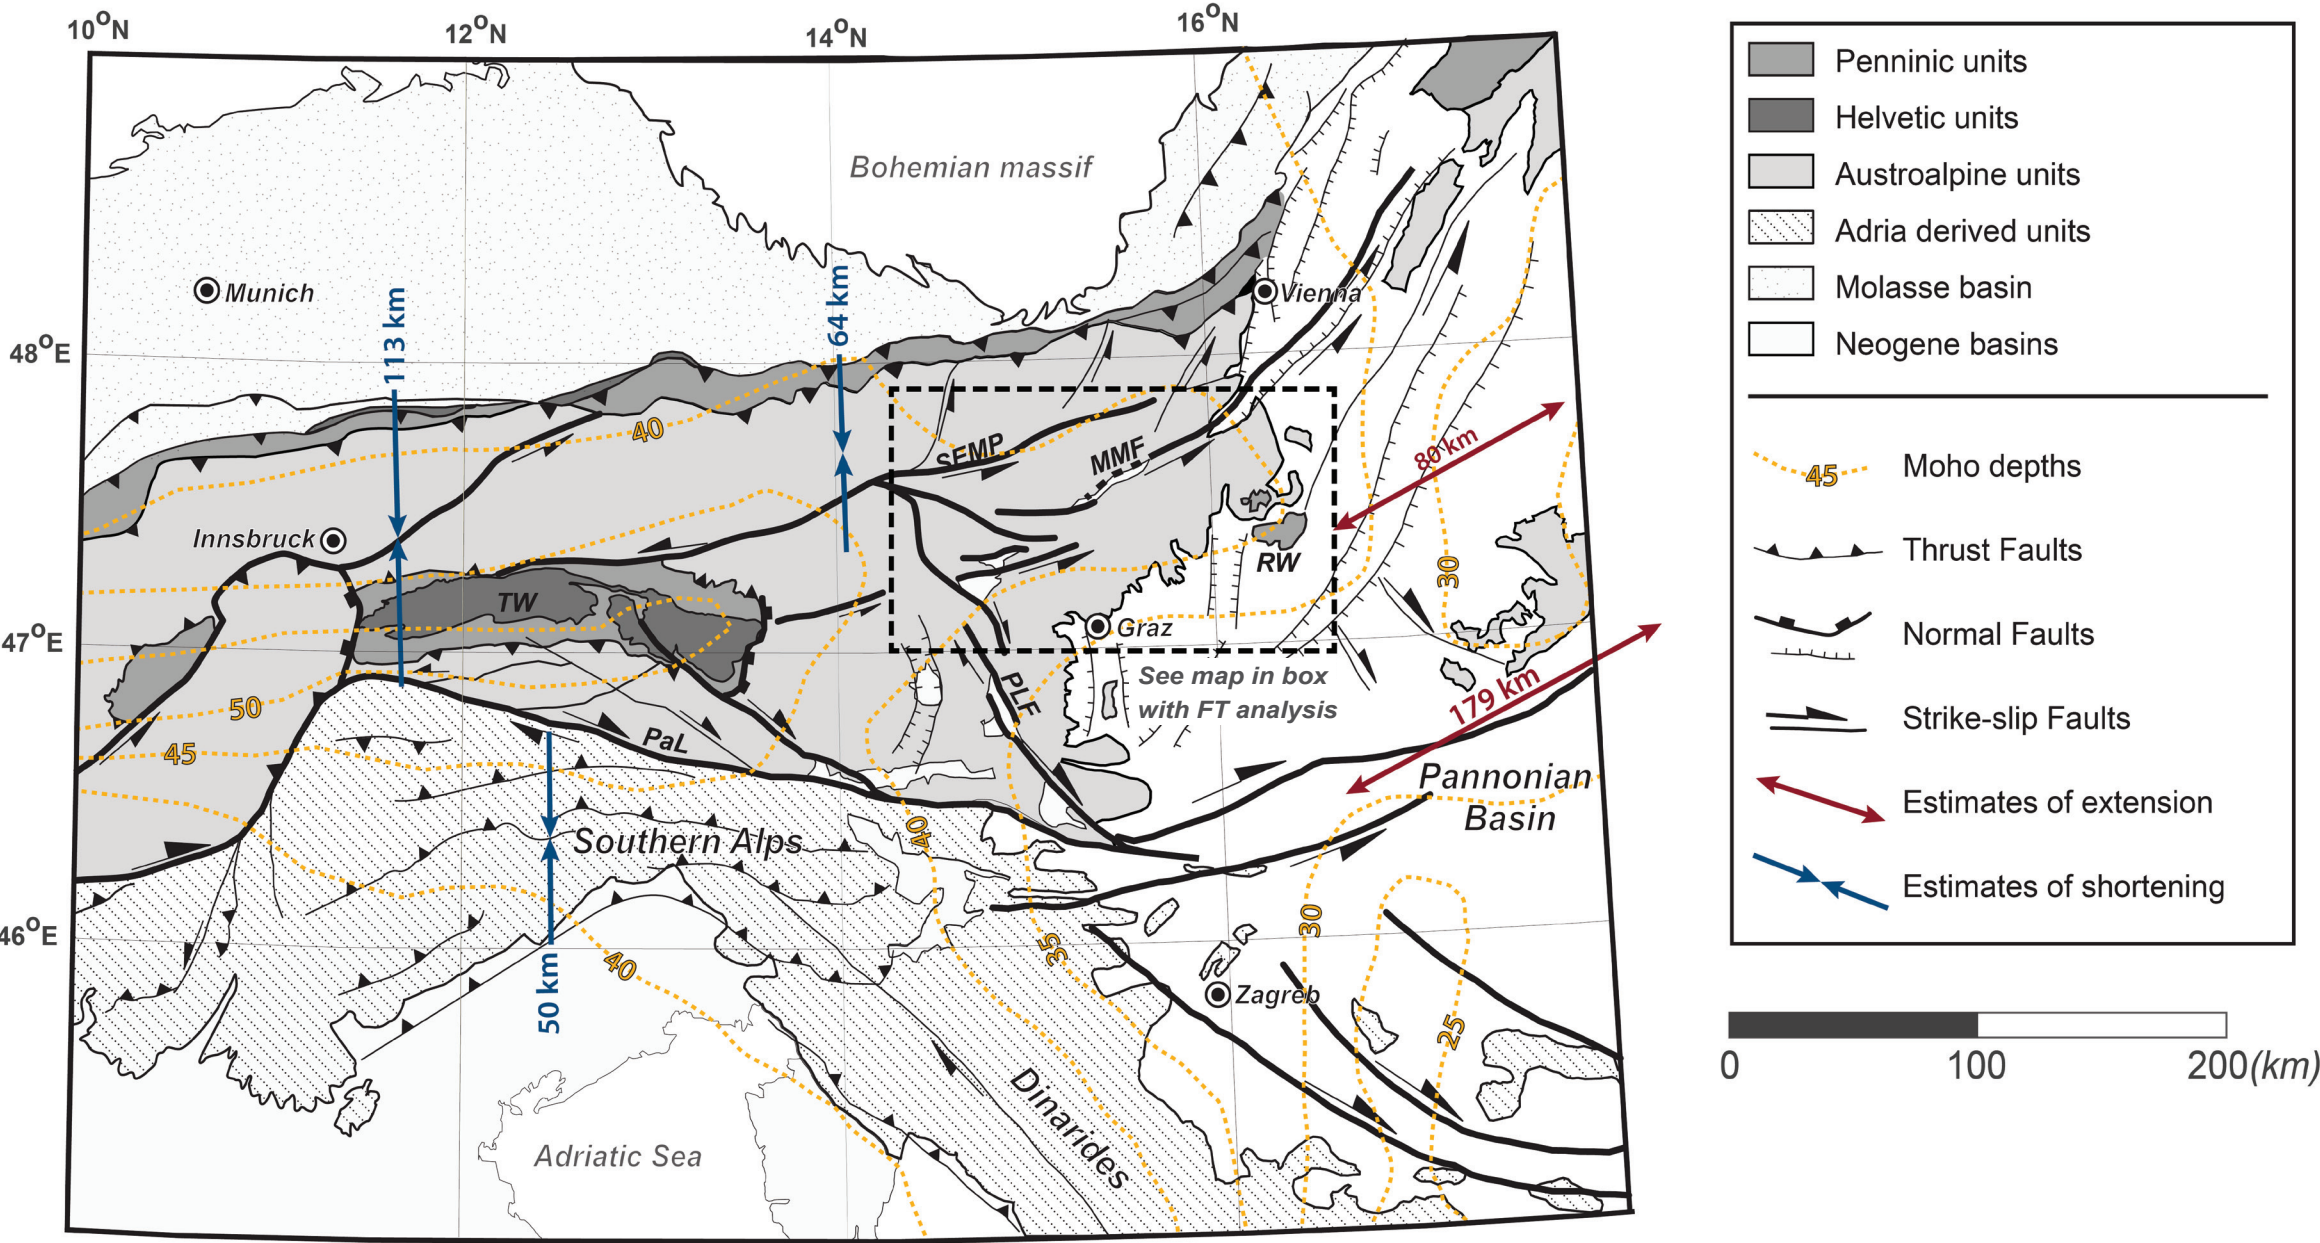 10°N
12°N
14°N
16°N
48°E
47°E
46°E
Bohemian massif
Munich
Vienna
113 km
64 km
40
SEMP
MMF
80 km
Innsbruck
TW
RW
30
Graz
See map in box
with FT analysis
PLF
179 km
50
45
PaL
Pannonian
Basin
Southern Alps
40
30
35
40
50 km
Zagreb
25
Dinarides
Adriatic Sea
Penninic units
Helvetic units
Austroalpine units
Adria derived units
Molasse basin
Neogene basins
45
Moho depths
Thrust Faults
Normal Faults
Strike-slip Faults
Estimates of extension
Estimates of shortening
0
100
200(km)